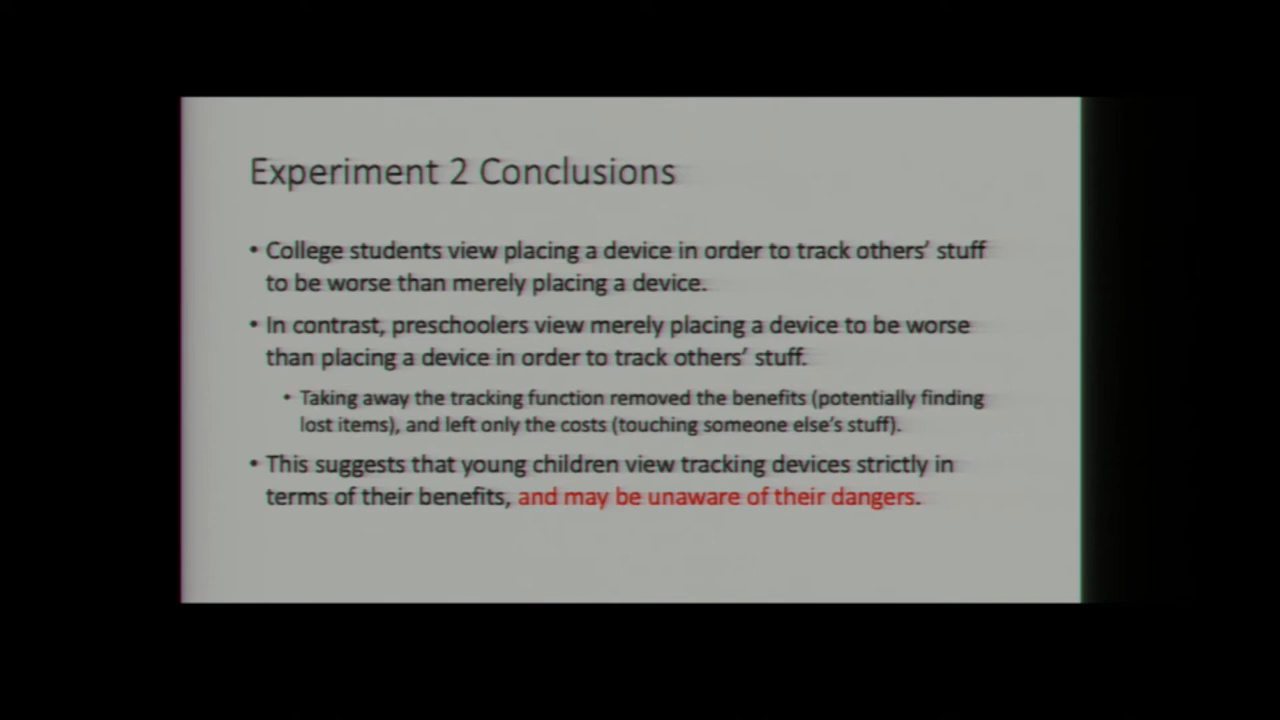 Experiment 2 Conclusions
• College students view placing a device in order to track others’ stuff
to be worse than merely placing a device.
• In contrast, preschoolers view merely placing a device to be worse
than placing a device in order to track others’ stuff.
• Taking away the tracking function removed the benefits (potentially finding
lost items), and left only the costs (touching someone else’s stuff).
• This suggests that young children view tracking devices strictly in
terms of their benefits, and may be unaware of their dangers.